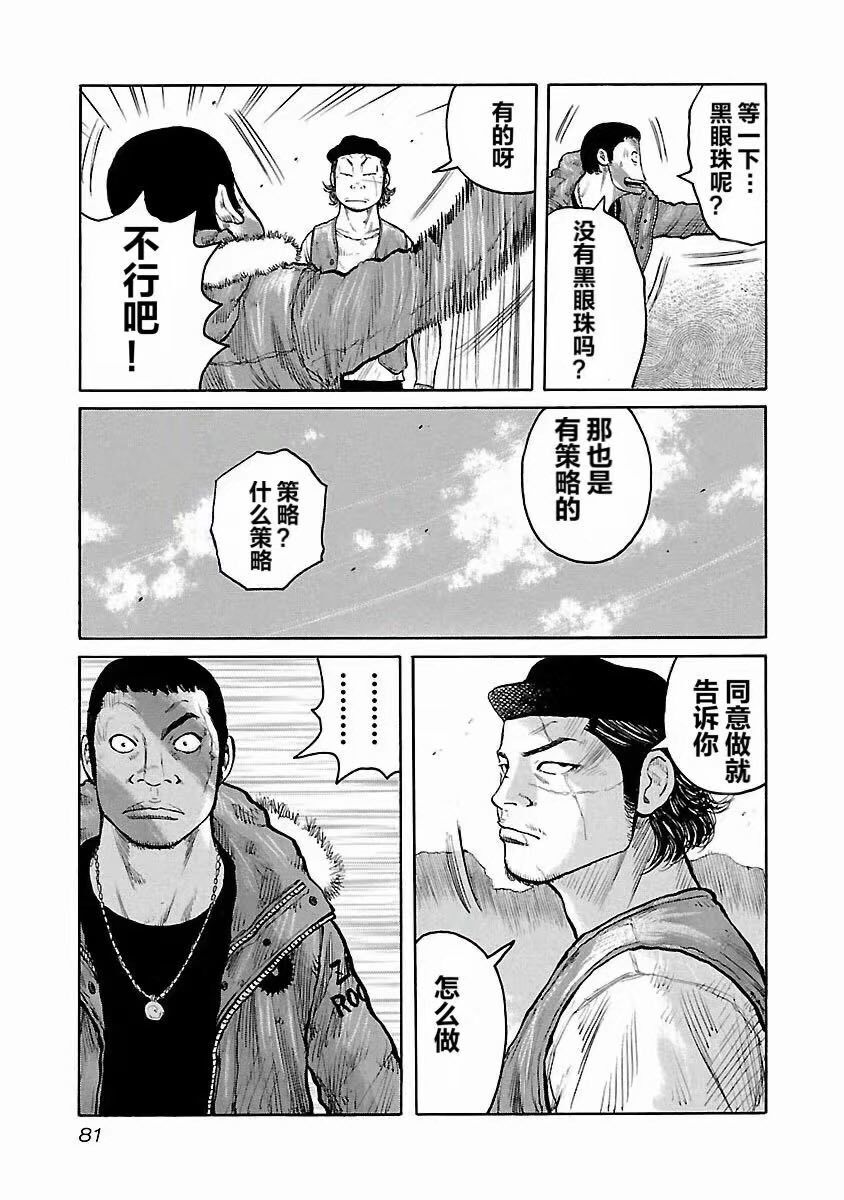 等一下…
黑眼珠呢？
没有黑眼珠吗？
有的呀
不行吧！
那也是
有策略的
策略？
什么策略
同意做就
告诉你
怎么做
………
ZA
ROC
81